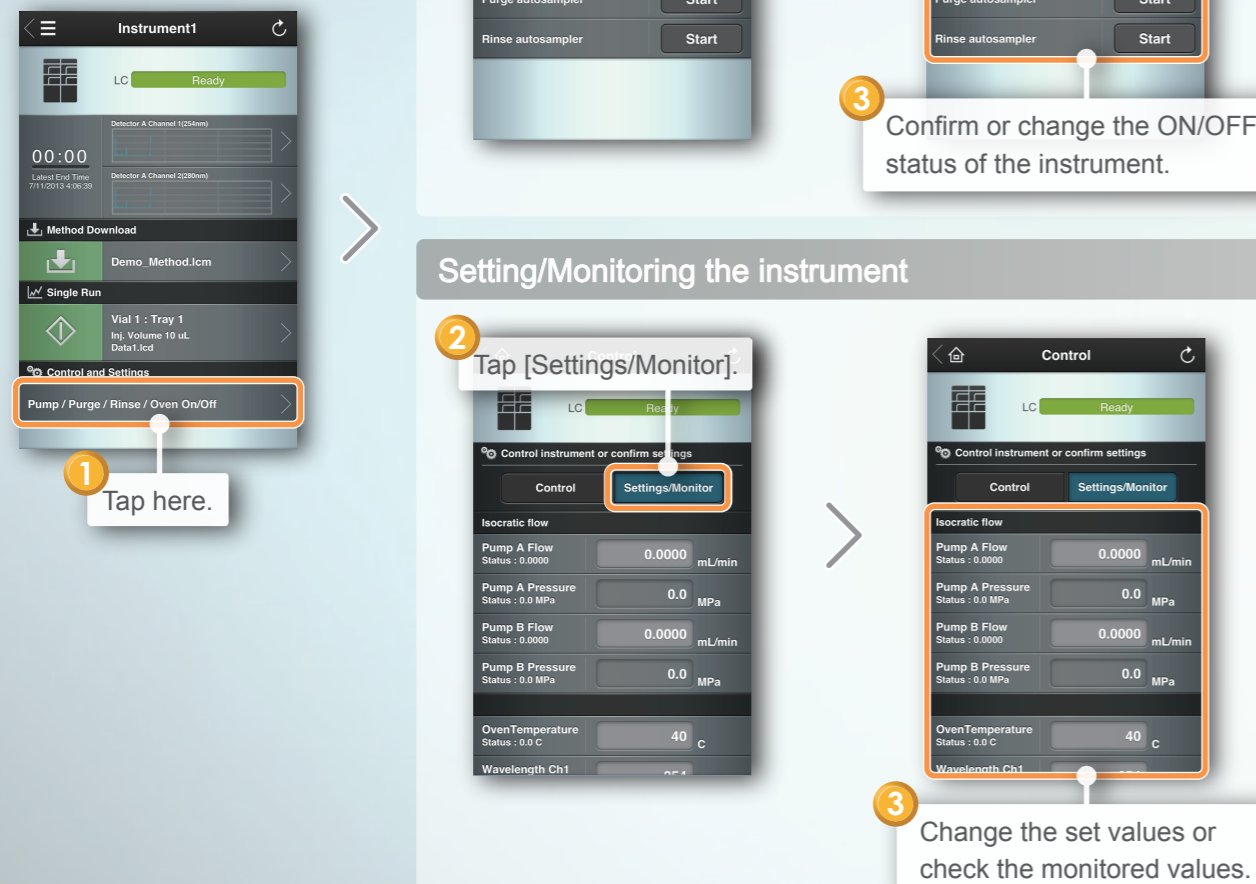 Instrument1
LC Ready
Detector A Channel 1(254nm)
00:00
Latest End Time
7/11/2013 4:06:39
Detector A Channel 2(280nm)
Method Download
Demo_Method.lcm
Single Run
Vial 1 : Tray 1
Inj. Volume 10 uL
Data1.lcd
Control and Settings
Pump / Purge / Rinse / Oven On/Off
1
Tap here.
Purge autosampler Start
Rinse autosampler Start
Purge autosampler Start
Rinse autosampler Start
3
Confirm or change the ON/OFF
status of the instrument.
Setting/Monitoring the instrument
2
Tap [Settings/Monitor].
LC Ready
Control instrument or confirm settings
Control Settings/Monitor
Isocratic flow
Pump A Flow
Status : 0.0000
0.0000 mL/min
Pump A Pressure
Status : 0.0 MPa
0.0 MPa
Pump B Flow
Status : 0.0000
0.0000 mL/min
Pump B Pressure
Status : 0.0 MPa
0.0 MPa
OvenTemperature
Status : 0.0 C
40 C
Wavelength Ch1
Control
LC Ready
Control instrument or confirm settings
Control Settings/Monitor
Isocratic flow
Pump A Flow
Status : 0.0000
0.0000 mL/min
Pump A Pressure
Status : 0.0 MPa
0.0 MPa
Pump B Flow
Status : 0.0000
0.0000 mL/min
Pump B Pressure
Status : 0.0 MPa
0.0 MPa
OvenTemperature
Status : 0.0 C
40 C
Wavelength Ch1
3
Change the set values or
check the monitored values.